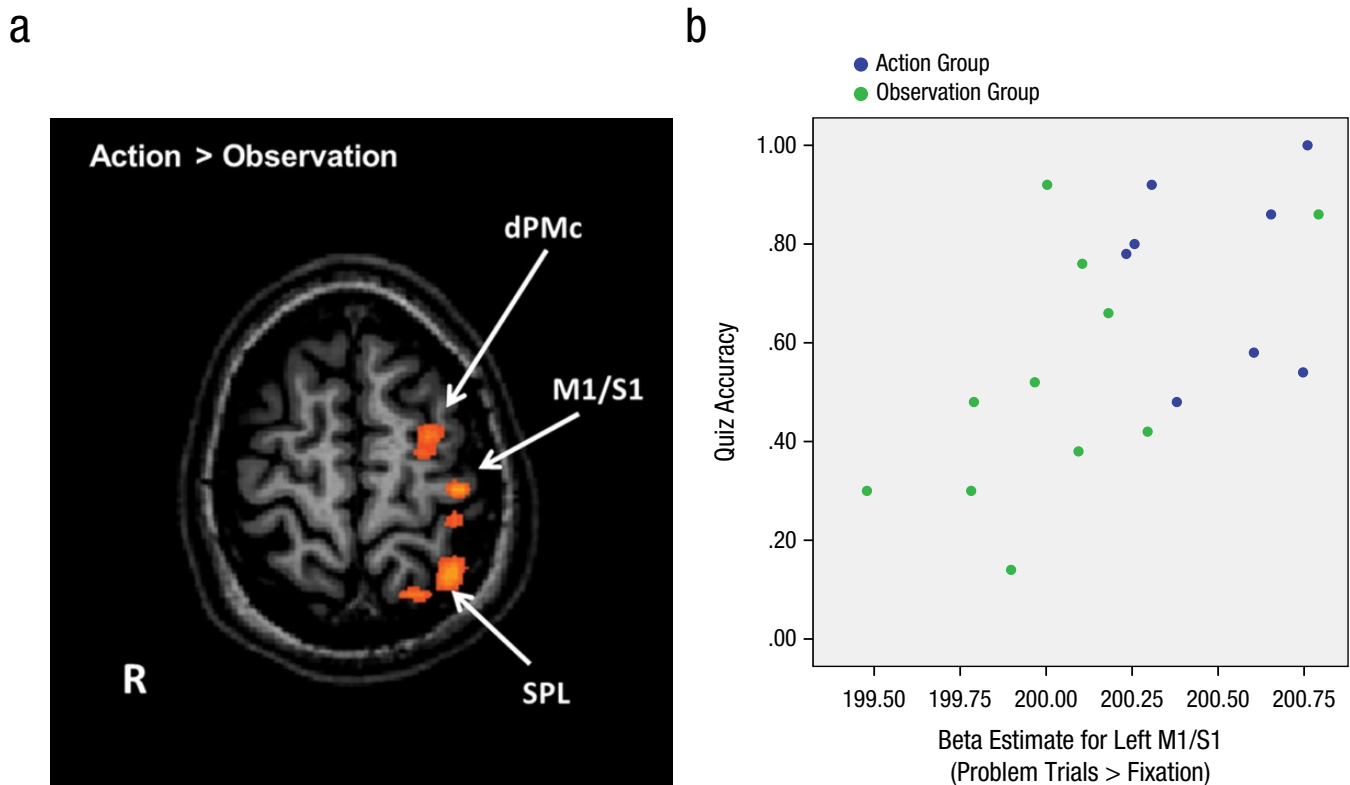 a
Action > Observation
dPMc
M1/S1
SPL
R
b
Action Group
Observation Group
1.00
.80
.60
.40
.20
.00
Quiz Accuracy
199.50 199.75 200.00 200.25 200.50 200.75
Beta Estimate for Left M1/S1
(Problem Trials > Fixation)